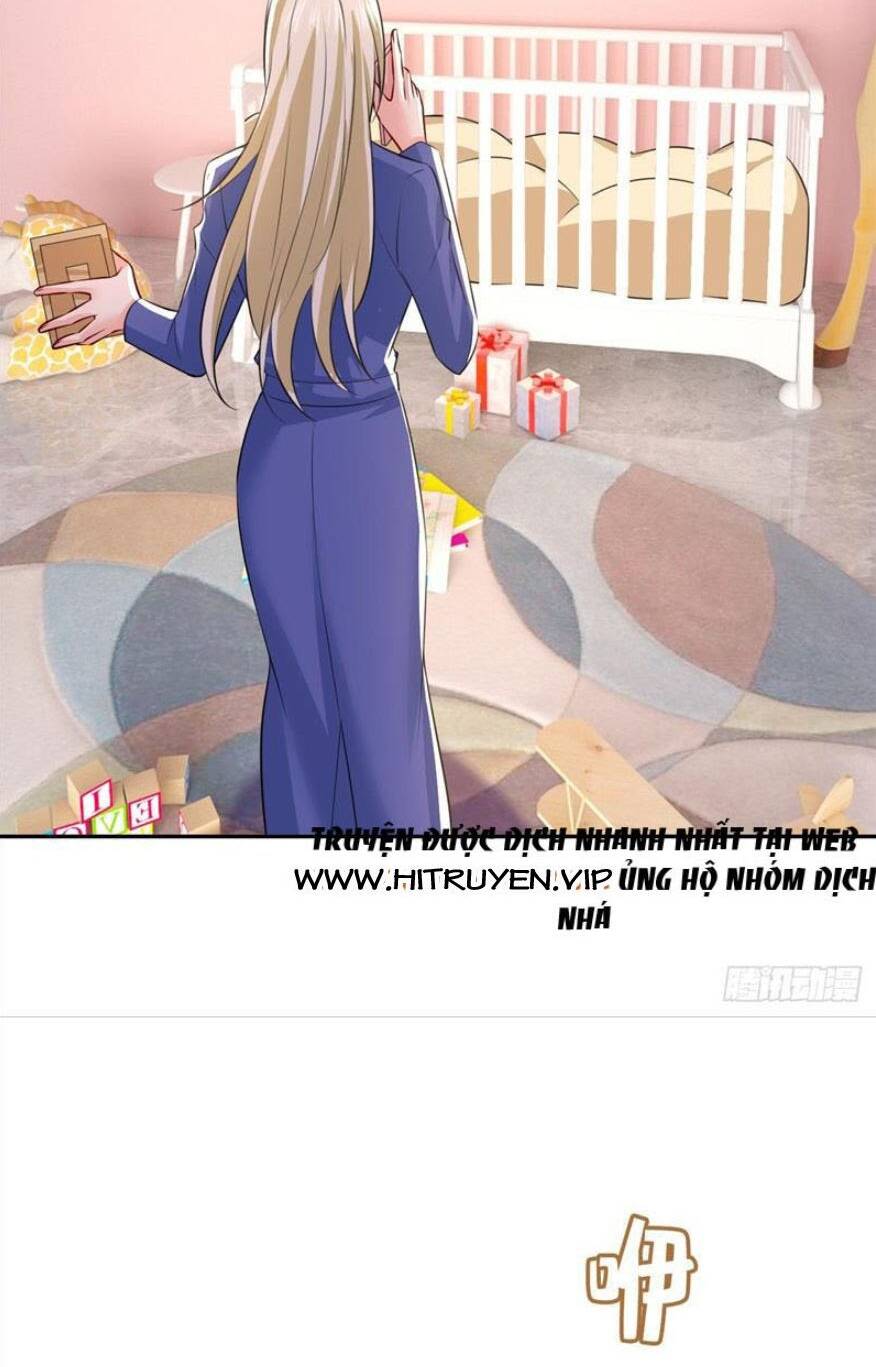 I
E
OVEV
TRUYỆN ĐƯỢC DỊCH NHANH NHẤT TẠI WEB
WWW.HITRUYEN.VIP ỦNG HỘ NHÓM DỊCH
NHÁ
腾讯动漫
咿